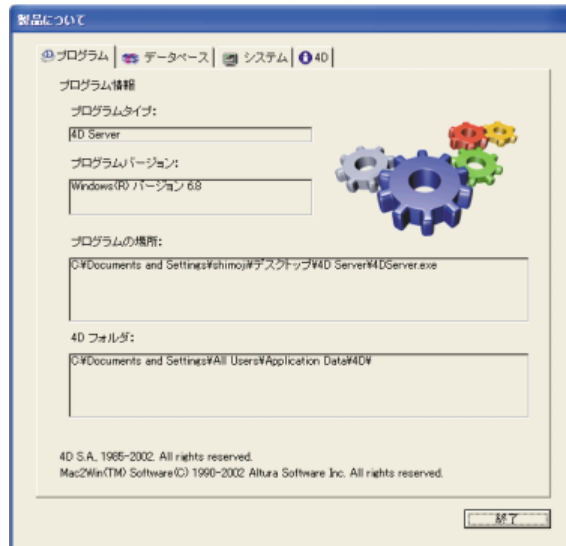 製品について
プログラム データベース システム 4D
プログラム情報
プログラムタイプ:
4D Server
プログラムバージョン:
Windows(R) バージョン 6.8
プログラムの場所:
C:¥Documents and Settings¥shimoji¥デスクトップ¥4D Server¥4DServer.exe
4D フォルダ:
C:¥Documents and Settings¥All Users¥Application Data¥4D¥
4D S.A. 1985-2002. All rights reserved.
Mac2Win(TM) Software(C) 1990-2002 Altura Software Inc. All rights reserved.
終了